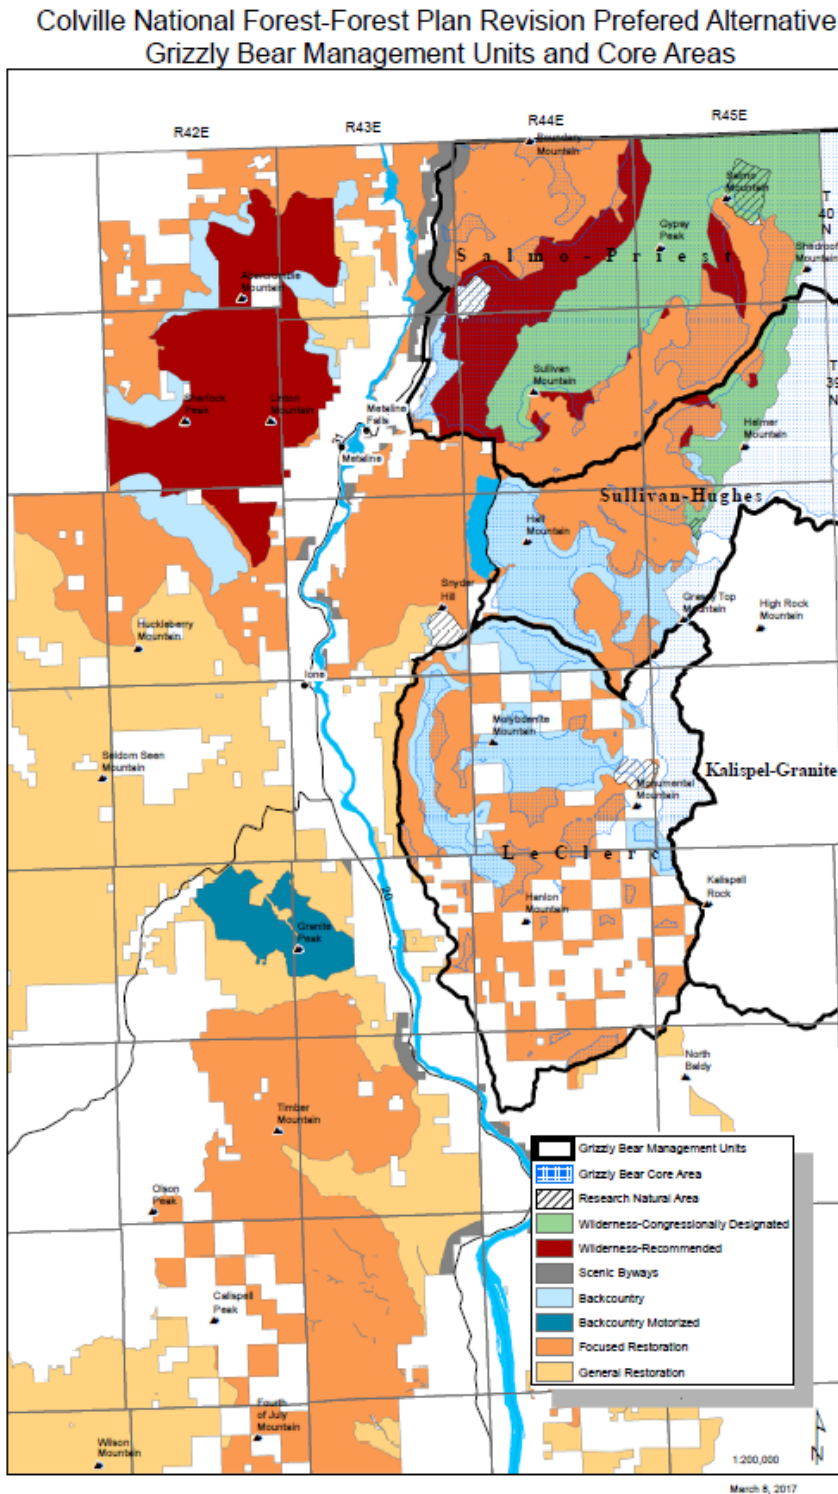 Colville National Forest-Forest Plan Revision Prefered Alternative
Grizzly Bear Management Units and Core Areas
R42E
R43E
R44E
R45E
Boundary
Mountain
Salmo
Mountain
T
40
N
Gypsy
Peak
Salmo-Priest
Shedroof
Mountain
Abercrombie
Mountain
T
39
N
Sullivan
Mountain
Sherlock
Peak
Linton
Mountain
Metaline
Falls
31
Metaline
Helmer
Mountain
Sullivan-Hughes
Hall
Mountain
Snyder
Hill
Grassy Top
Mountain
High Rock
Mountain
Huckleberry
Mountain
Ione
Molybdenite
Mountain
Seldom Seen
Mountain
Kalispel-Granite
Monumental
Mountain
LeClerc
Kalispell
Rock
20
Hanlon
Mountain
Granite
Peak
North
Baldy
Timber
Mountain
Olson
Peak
Calispell
Peak
Fourth
of July
Mountain
Wilson
Mountain
Grizzly Bear Management Units
Grizzly Bear Core Area
Research Natural Area
Wilderness-Congressionally Designated
Wilderness-Recommended
Scenic Byways
Backcountry
Backcountry Motorized
Focused Restoration
General Restoration
1:200,000
N
March 8, 2017